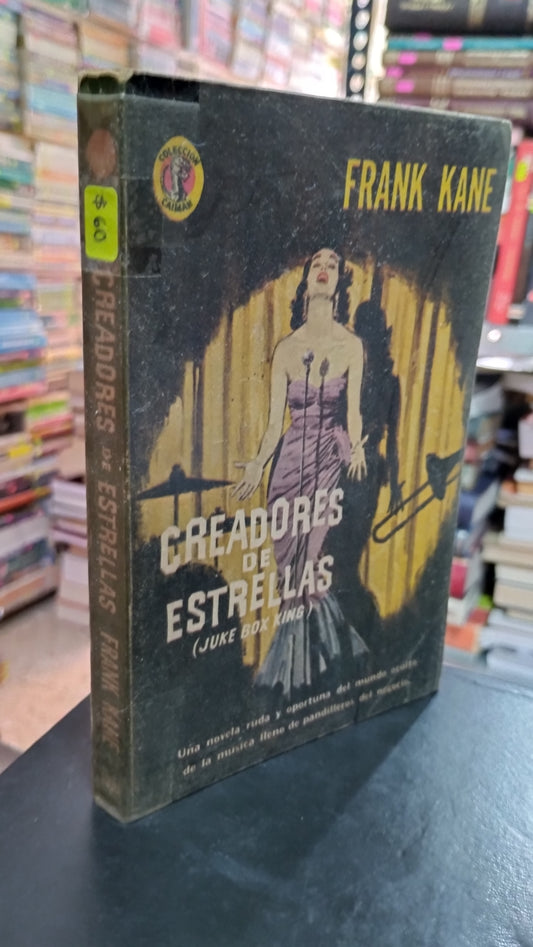 COLECCION
CAIMAN
FRANK KANE
$60
CREADORES DE ESTRELLAS FRANK KANE
CREADORES
DE
ESTRELLAS
(JUKE BOX KING)
Una novela ruda y oportuna del mundo oculto
de la música lleno de pandilleros del negocio.